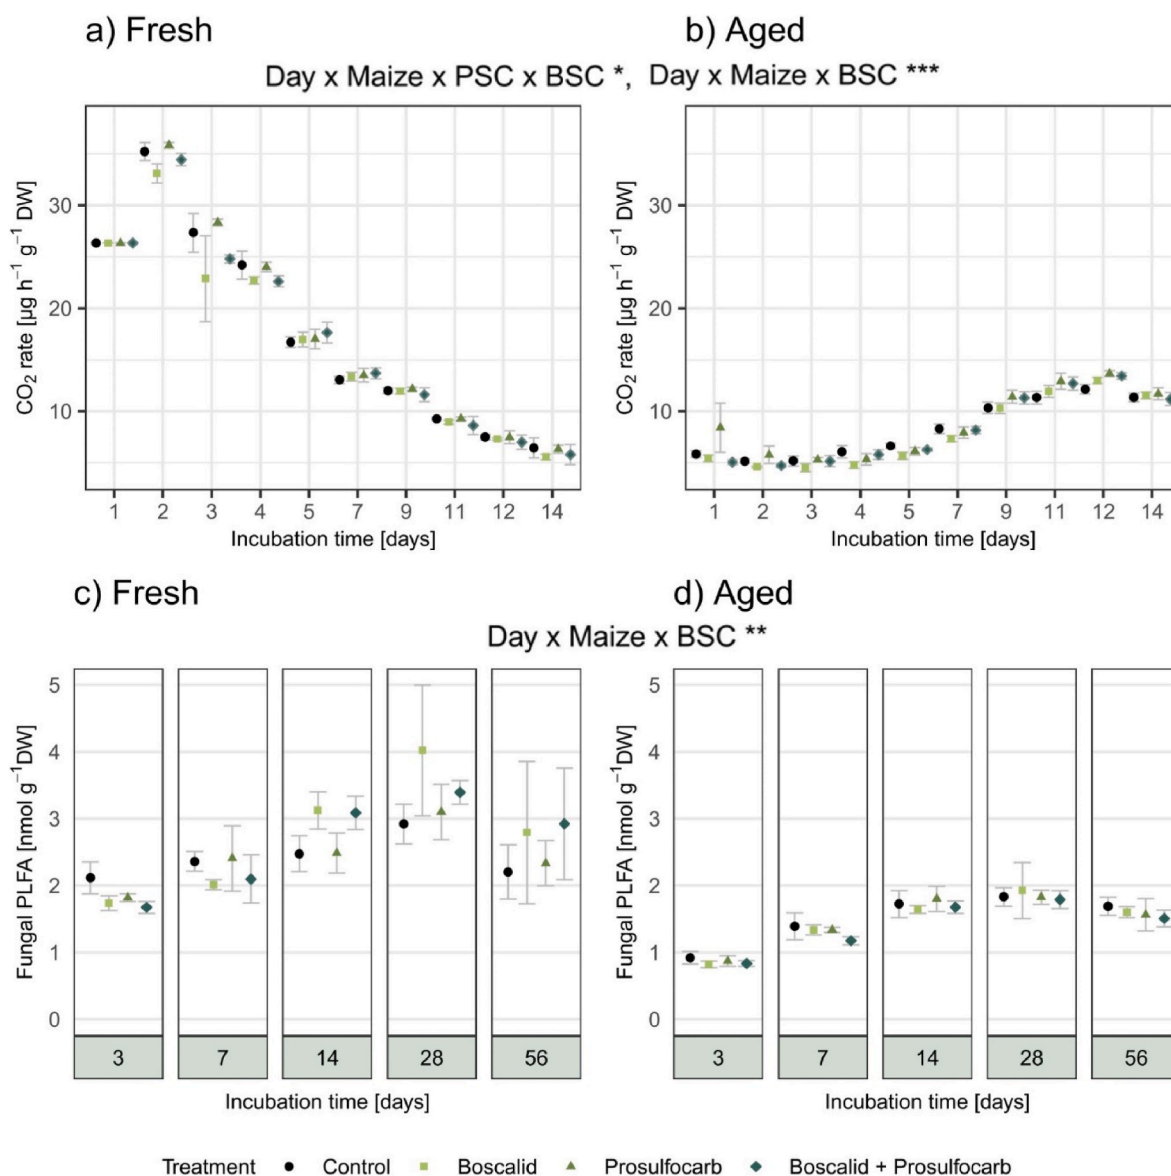 a) Fresh
b) Aged
Day x Maize x PSC x BSC *, Day x Maize x BSC ***
CO₂ rate [µg h⁻¹ g⁻¹ DW]
30
20
10
1 2 3 4 5 7 9 11 12 14
Incubation time [days]
CO₂ rate [µg h⁻¹ g⁻¹ DW]
30
20
10
1 2 3 4 5 7 9 11 12 14
Incubation time [days]
c) Fresh
d) Aged
Day x Maize x BSC **
Fungal PLFA [nmol g⁻¹DW]
5
4
3
2
1
0
3 7 14 28 56
Incubation time [days]
Fungal PLFA [nmol g⁻¹DW]
5
4
3
2
1
0
3 7 14 28 56
Incubation time [days]
Treatment Control Boscalid Prosulfocarb Boscalid + Prosulfocarb